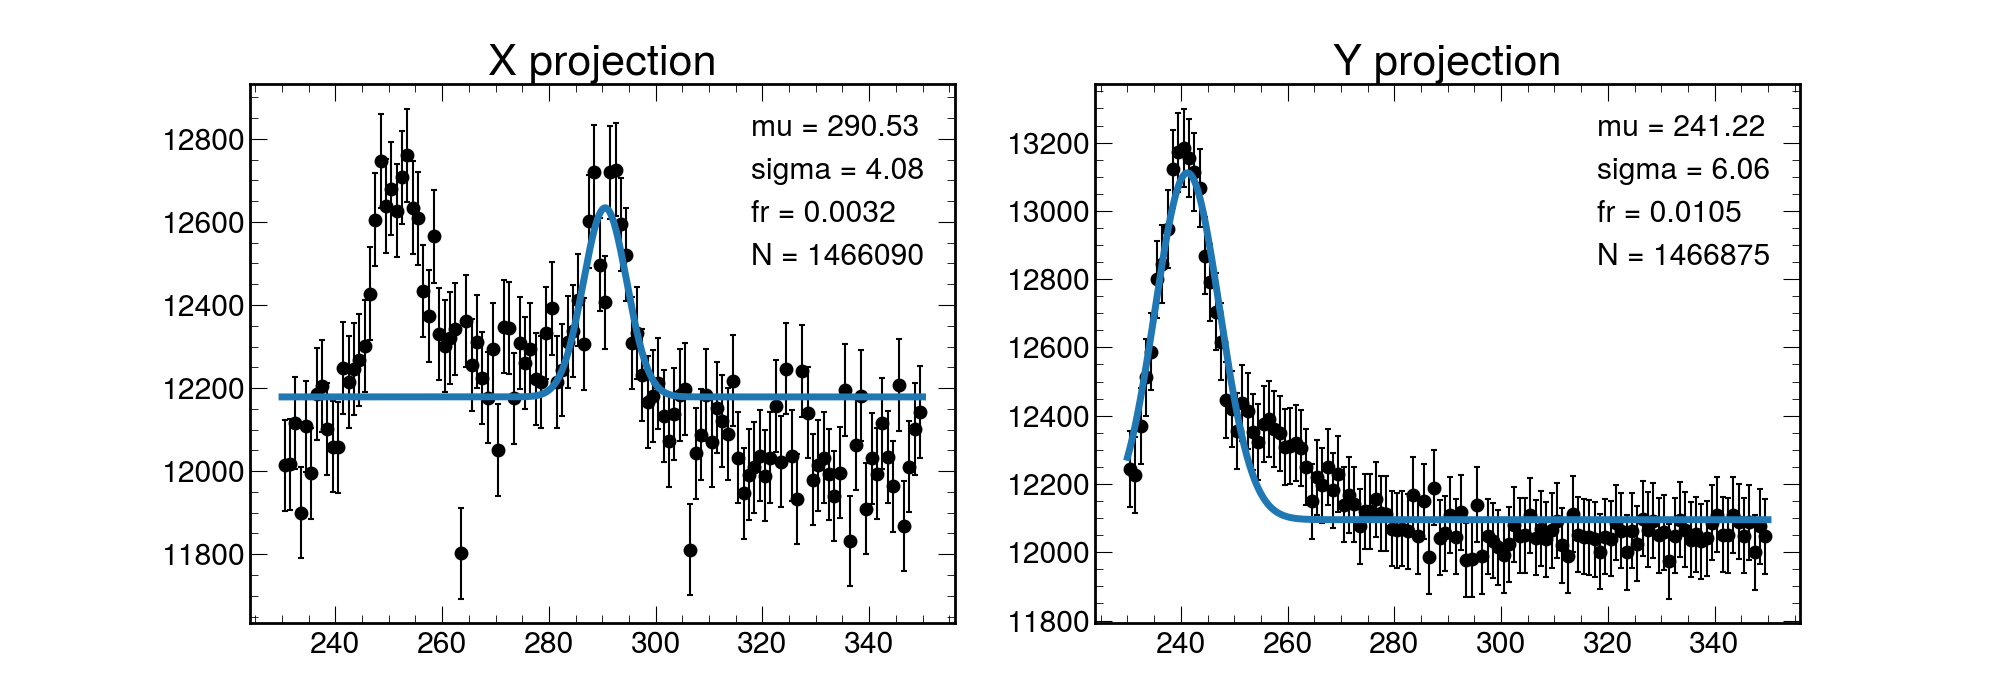 X projection
mu = 290.53
sigma = 4.08
fr = 0.0032
N = 1466090
12800
12600
12400
12200
12000
11800
240 260 280 300 320 340
Y projection
mu = 241.22
sigma = 6.06
fr = 0.0105
N = 1466875
13200
13000
12800
12600
12400
12200
12000
11800
240 260 280 300 320 340